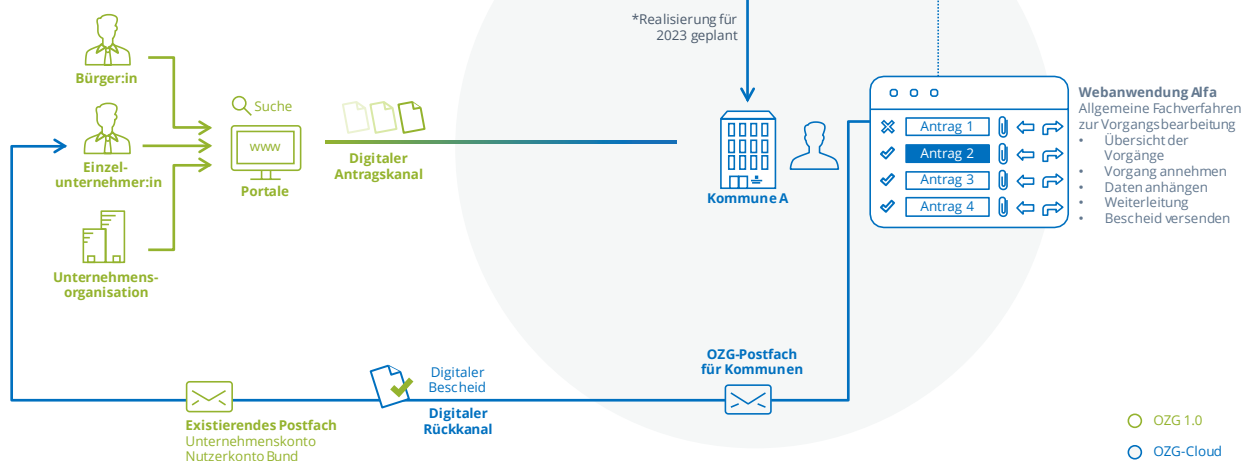 *Realisierung für
2023 geplant
Bürger:in
Suche
www
Einzel-
unternehmer:in
Portale
Digitaler
Antragskanal
Unternehmens-
organisation
Kommune A
Antrag 1
Antrag 2
Antrag 3
Antrag 4
Webanwendung Alfa
Allgemeine Fachverfahren
zur Vorgangsbearbeitung
• Übersicht der
Vorgänge
• Vorgang annehmen
• Daten anhängen
• Weiterleitung
• Bescheid versenden
OZG-Postfach
für Kommunen
Digitaler
Bescheid
Digitaler
Rückkanal
Existierendes Postfach
Unternehmenskonto
Nutzerkonto Bund
OZG 1.0
OZG-Cloud